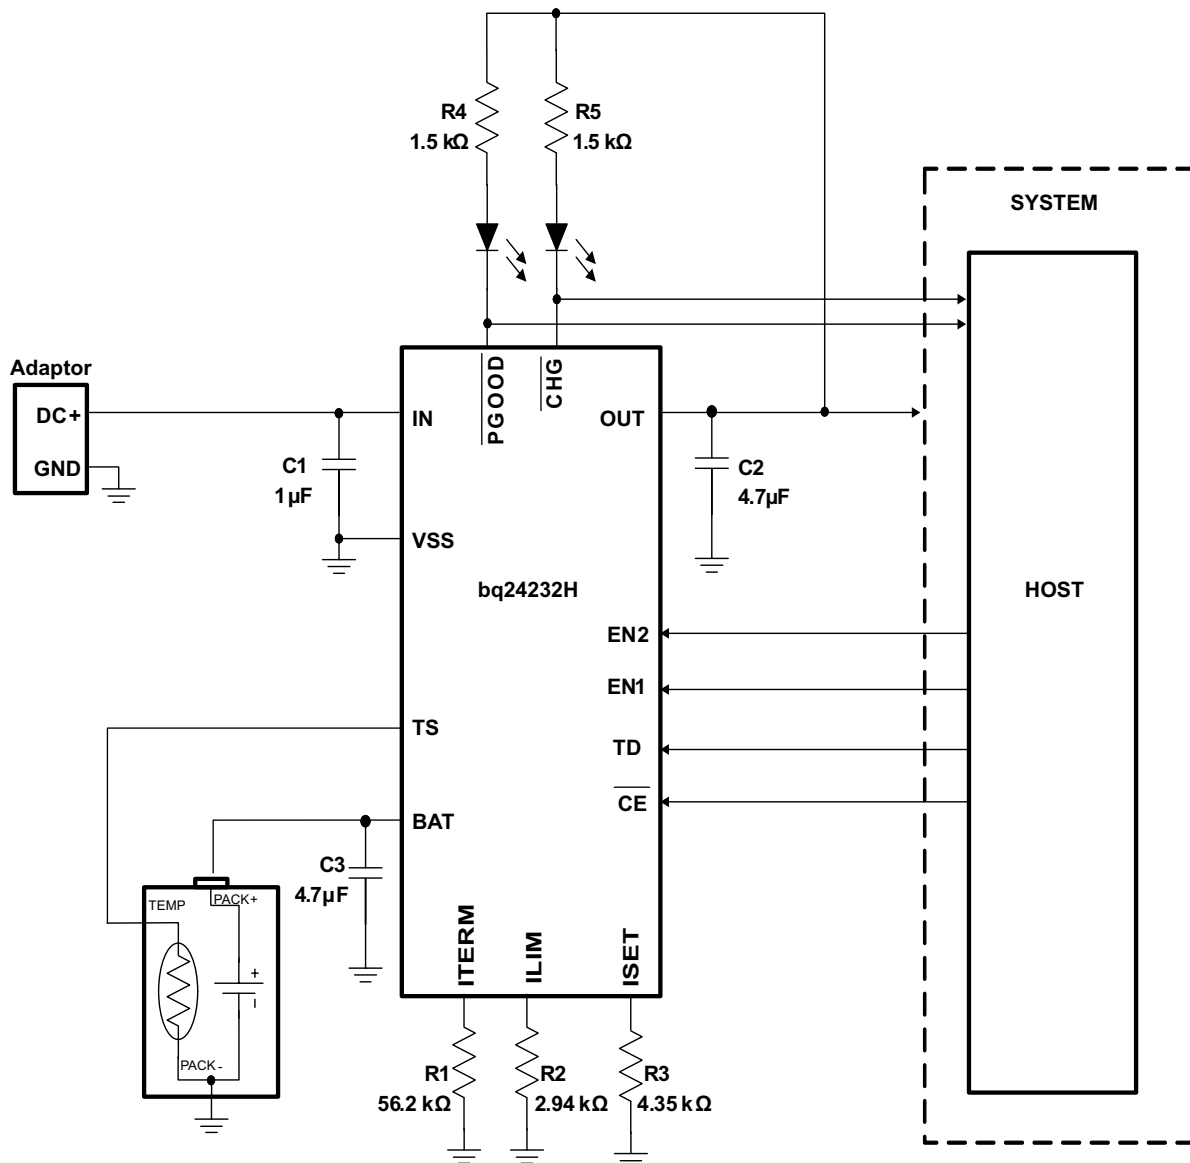 R4
1.5 kΩ
R5
1.5 kΩ
SYSTEM
Adaptor
DC+
GND
C1
1µF
IN
PGOOD
CHG
OUT
C2
4.7µF
VSS
bq24232H
HOST
EN2
EN1
TS
TD
CE
BAT
C3
4.7µF
TEMP
PACK+
+
PACK-
ITERM
ILIM
ISET
R1
56.2 kΩ
R2
2.94 kΩ
R3
4.35 kΩ